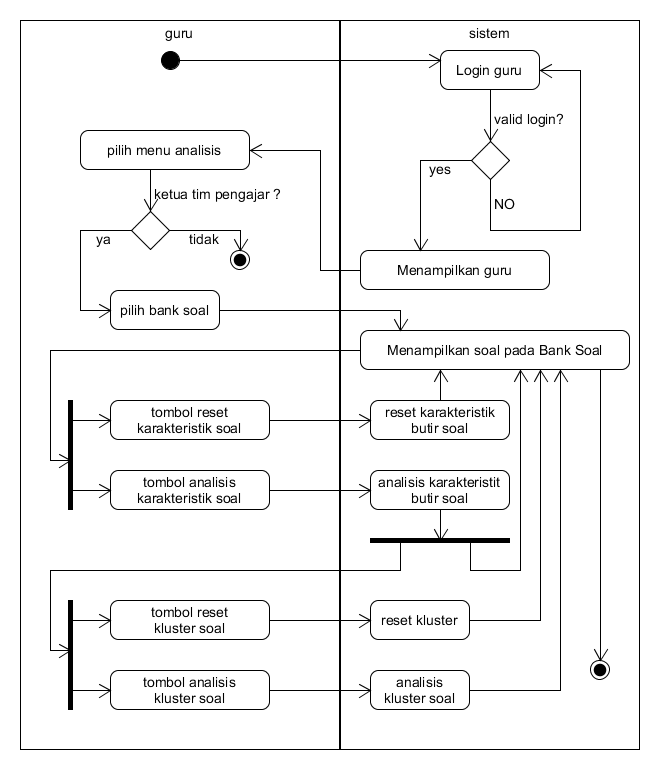 guru
sistem
Login guru
valid login?
pilih menu analisis
yes
ketua tim pengajar ?
NO
ya
tidak
Menampilkan guru
pilih bank soal
Menampilkan soal pada Bank Soal
tombol reset
karakteristik soal
reset karakteristik
butir soal
tombol analisis
karakteristik soal
analisis karakteristit
butir soal
tombol reset
kluster soal
reset kluster
tombol analisis
kluster soal
analisis
kluster soal